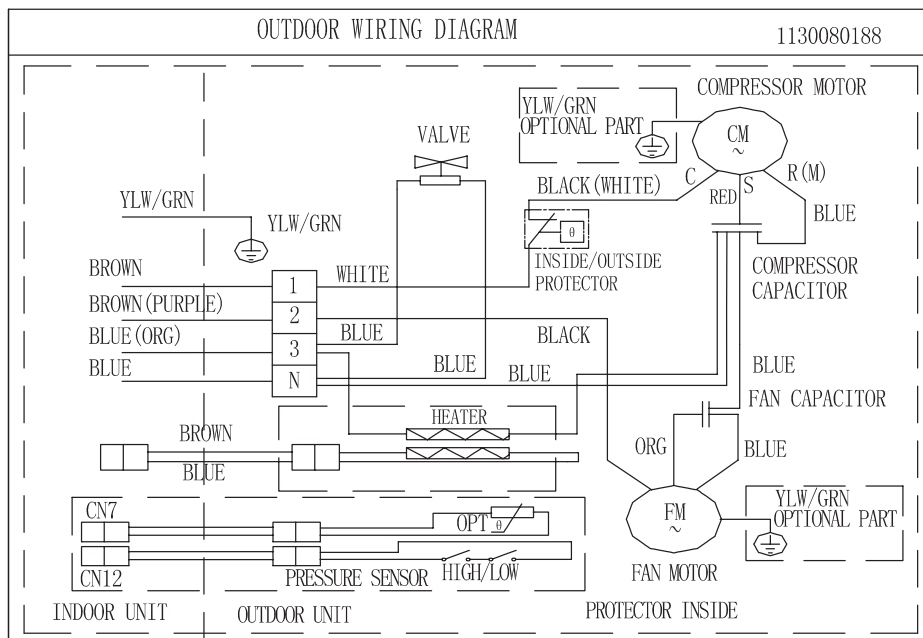 OUTDOOR WIRING DIAGRAM
1130080188
COMPRESSOR MOTOR
YLW/GRN
OPTIONAL PART
CM
~
VALVE
C
S
R(M)
BLACK(WHITE)
RED
BLUE
YLW/GRN
YLW/GRN
θ
INSIDE/OUTSIDE
PROTECTOR
COMPRESSOR
CAPACITOR
BROWN
1
WHITE
BROWN(PURPLE)
2
BLUE
BLACK
BLUE(ORG)
3
BLUE
N
BLUE
BLUE
BLUE
FAN CAPACITOR
HEATER
BROWN
BLUE
ORG
BLUE
CN7
OPT
θ
FM
~
YLW/GRN
OPTIONAL PART
CN12
PRESSURE SENSOR
HIGH/LOW
FAN MOTOR
INDOOR UNIT
OUTDOOR UNIT
PROTECTOR INSIDE